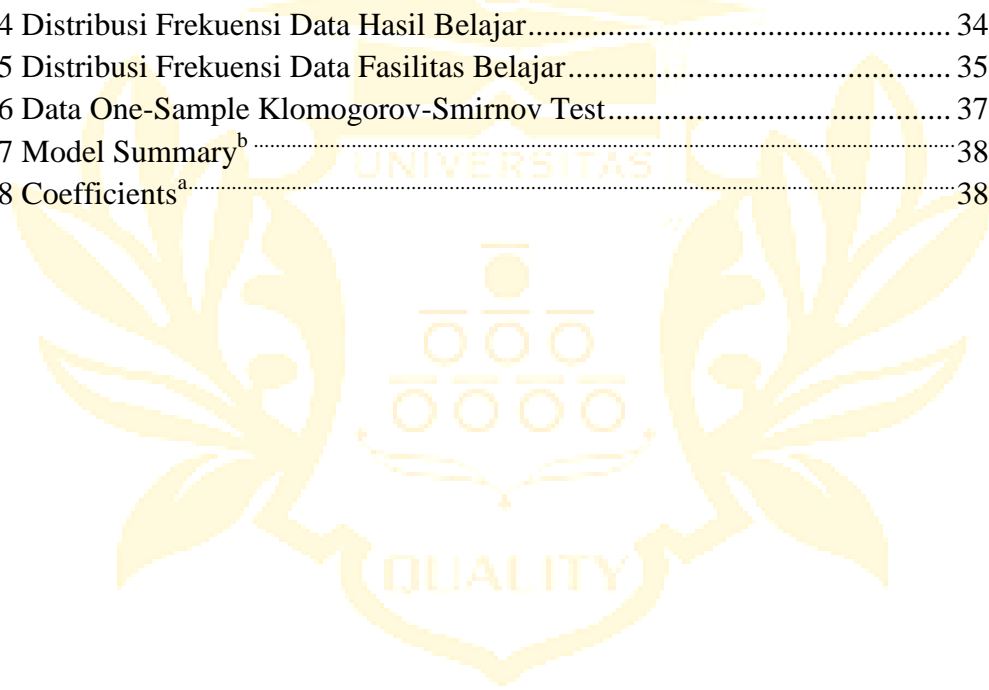 4 Distribusi Frekuensi Data Hasil Belajar.......................................................... 34
5 Distribusi Frekuensi Data Fasilitas Belajar..................................................... 35
6 Data One-Sample Klomogorov-Smirnov Test............................................... 37
7 Model Summaryᵇ .......................................................................................... 38
8 Coefficientsᵃ.................................................................................................. 38
UNIVERSITAS
QUALITY